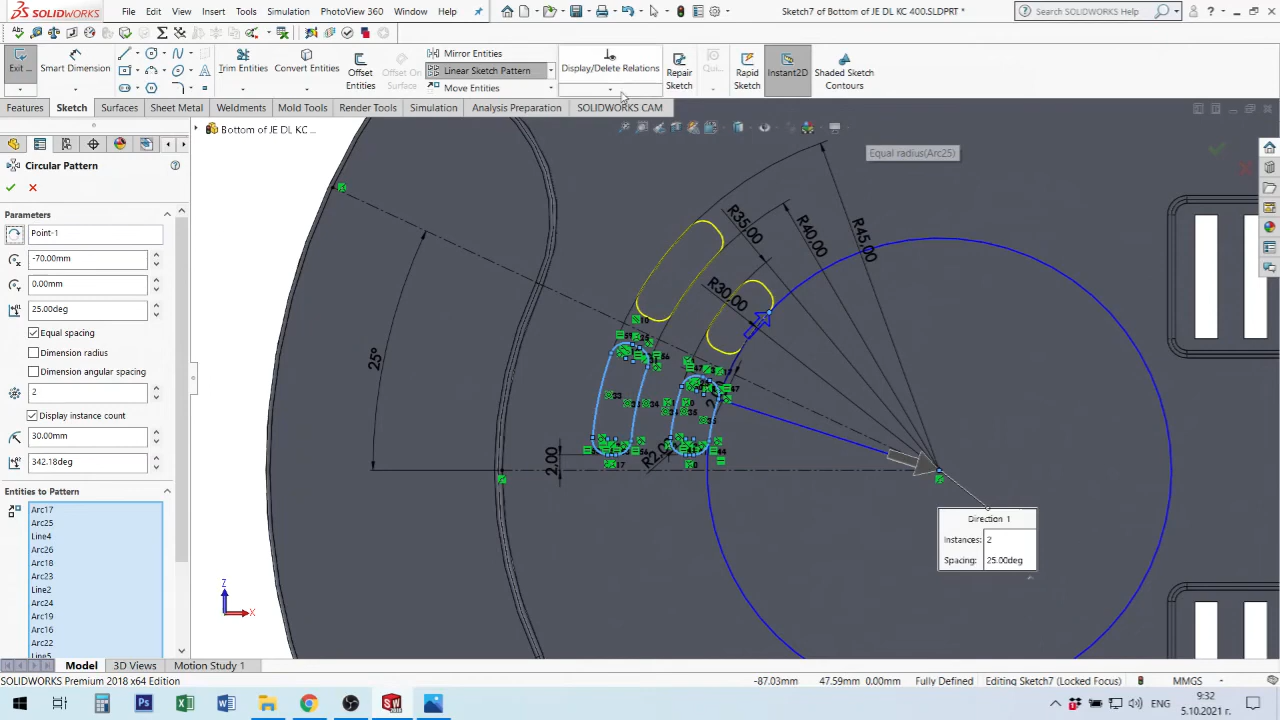 SOLIDWORKS
File Edit View Insert Tools Simulation PhotoView 360 Window Help
Sketch7 of Bottom of JE DL KC 400.SLDPRT *
Search SOLIDWORKS Help
Exit ...
Smart Dimension
Trim Entities
Convert Entities
Offset Entities
Offset On Surface
Mirror Entities
Linear Sketch Pattern
Move Entities
Display/Delete Relations
Repair Sketch
Qui...
Rapid Sketch
Instant2D
Shaded Sketch Contours
Features Sketch Surfaces Sheet Metal Weldments Mold Tools Render Tools Simulation Analysis Preparation SOLIDWORKS CAM
Bottom of JE DL KC ...
Equal radius(Arc25)
Circular Pattern
Parameters
Point-1
-70.00mm
0.00mm
25.00deg
Equal spacing
Dimension radius
Dimension angular spacing
2
Display instance count
30.00mm
342.18deg
Entities to Pattern
Arc17
Arc25
Line4
Arc26
Arc18
Arc23
Line2
Arc24
Arc19
Arc16
Arc22
Line5
25°
2,00
R35,00
R40,00
R45,00
R30,00
Direction 1
Instances: 2
Spacing: 25.00deg
Z
X
Model 3D Views Motion Study 1
SOLIDWORKS Premium 2018 x64 Edition
-87.03mm 47.59mm 0.00mm Fully Defined Editing Sketch7 (Locked Focus) MMGS
ENG
9:32
5.10.2021 г.